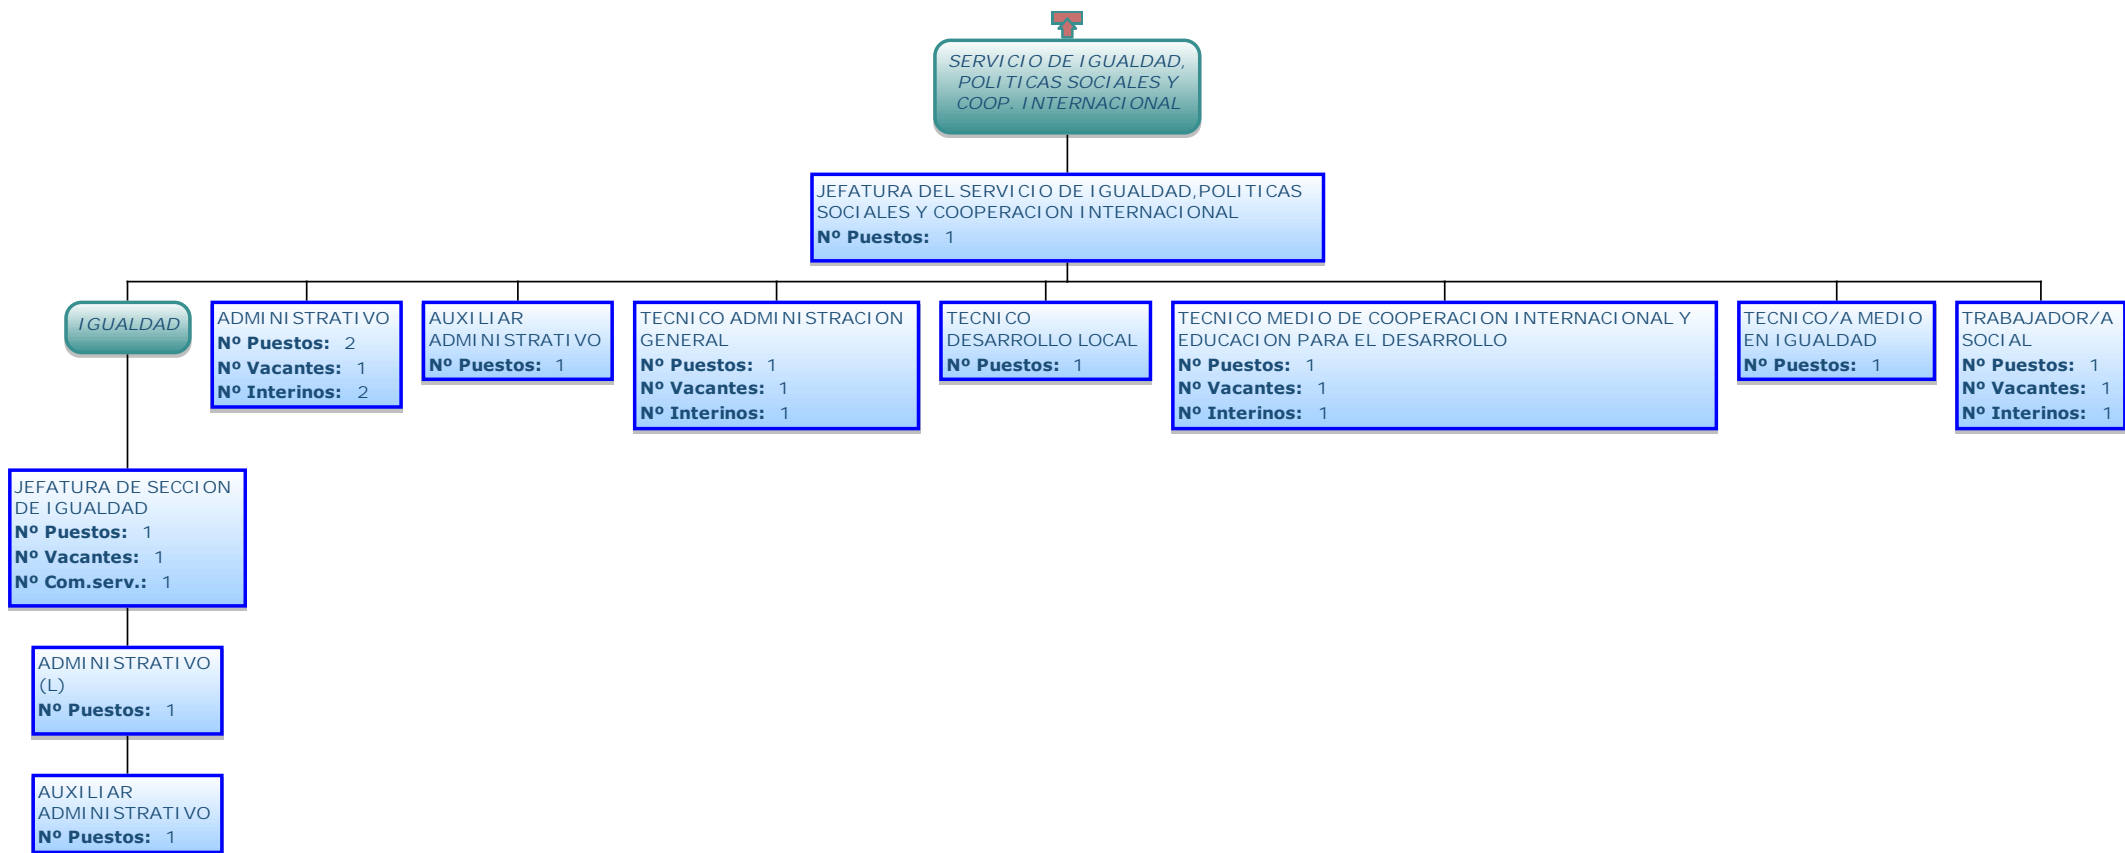 SERVICIO DE IGUALDAD,
POLITICAS SOCIALES Y
COOP. INTERNACIONAL
JEFATURA DEL SERVICIO DE IGUALDAD,POLITICAS
SOCIALES Y COOPERACION INTERNACIONAL
Nº Puestos: 1
IGUALDAD
ADMINISTRATIVO
Nº Puestos: 2
Nº Vacantes: 1
Nº Interinos: 2
AUXILIAR
ADMINISTRATIVO
Nº Puestos: 1
TECNICO ADMINISTRACION
GENERAL
Nº Puestos: 1
Nº Vacantes: 1
Nº Interinos: 1
TECNICO
DESARROLLO LOCAL
Nº Puestos: 1
TECNICO MEDIO DE COOPERACION INTERNACIONAL Y
EDUCACION PARA EL DESARROLLO
Nº Puestos: 1
Nº Vacantes: 1
Nº Interinos: 1
TECNICO/A MEDIO
EN IGUALDAD
Nº Puestos: 1
TRABAJADOR/A
SOCIAL
Nº Puestos: 1
Nº Vacantes: 1
Nº Interinos: 1
JEFATURA DE SECCION
DE IGUALDAD
Nº Puestos: 1
Nº Vacantes: 1
Nº Com.serv.: 1
ADMINISTRATIVO
(L)
Nº Puestos: 1
AUXILIAR
ADMINISTRATIVO
Nº Puestos: 1